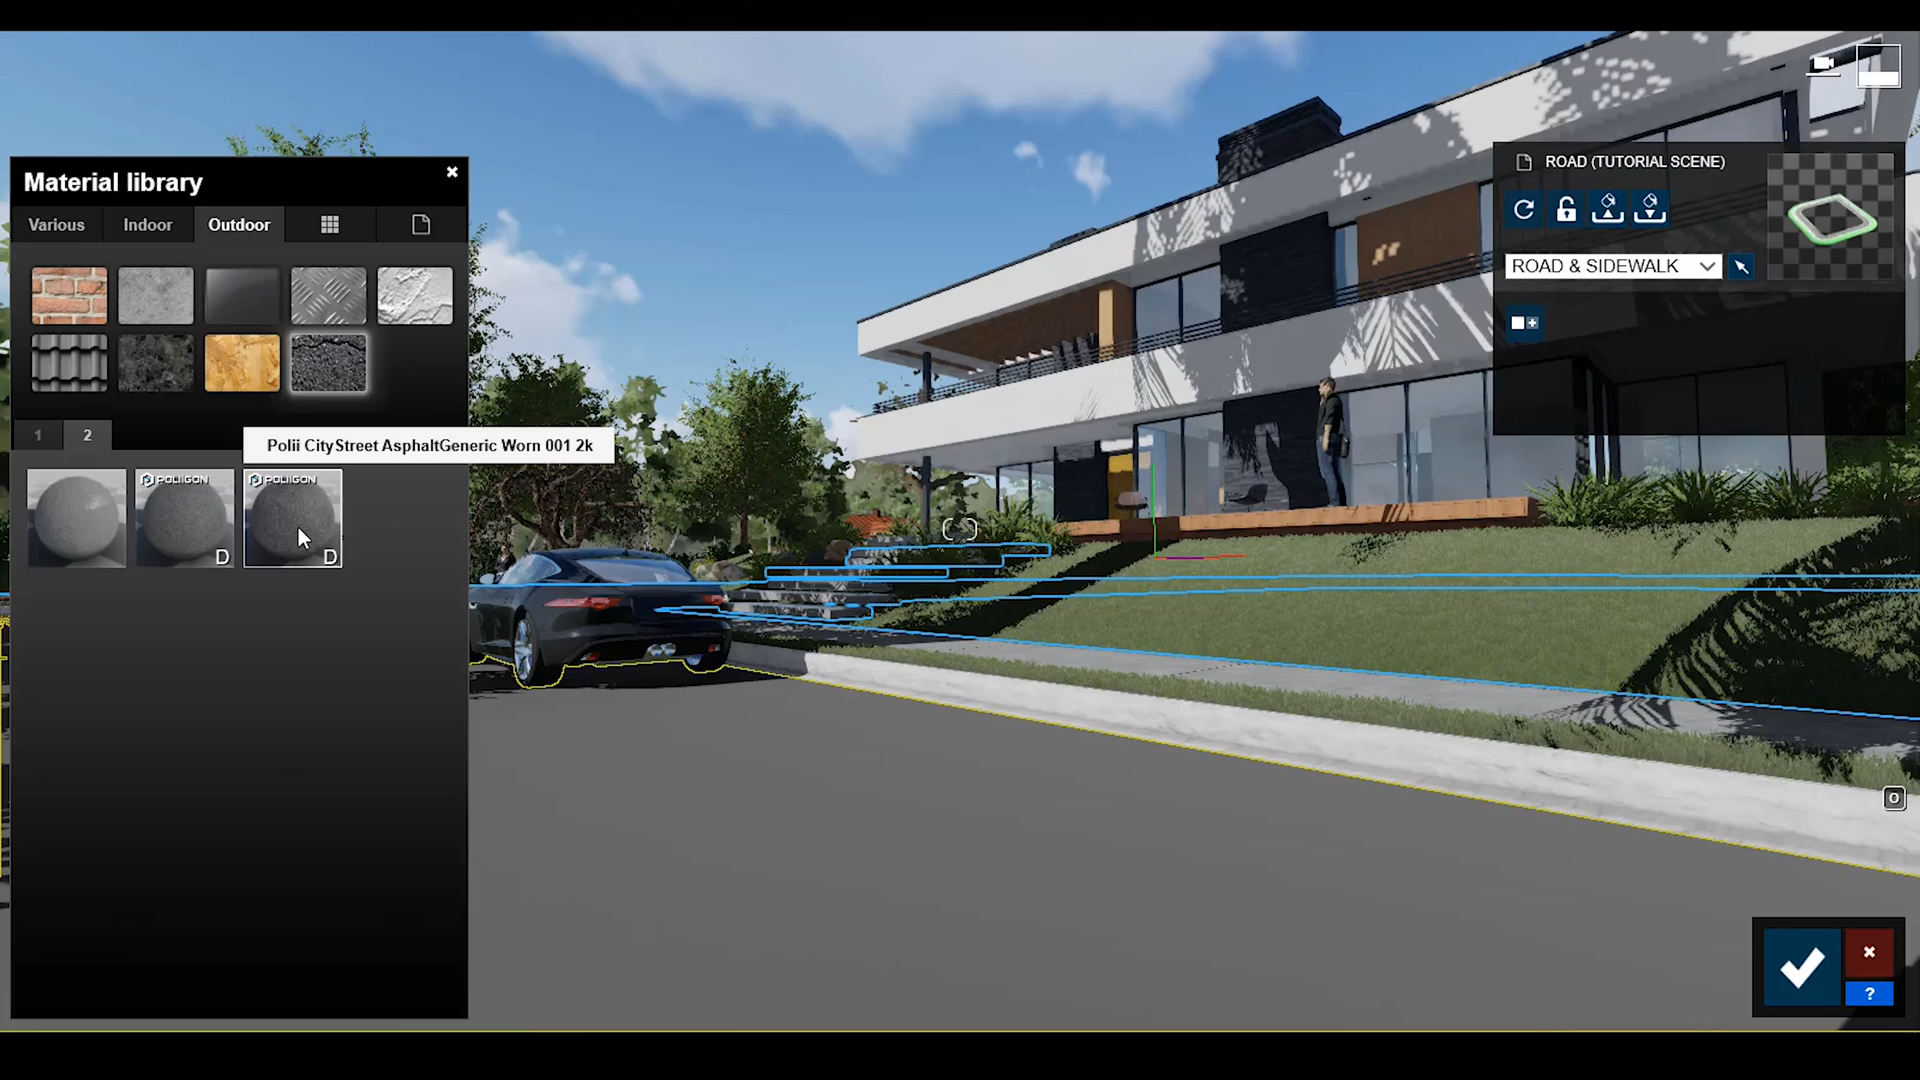 Material library
Various
Indoor
Outdoor
1
2
Polii CityStreet AsphaltGeneric Worn 001 2k
POLIIGON
D
POLIIGON
D
ROAD (TUTORIAL SCENE)
ROAD & SIDEWALK
O
?